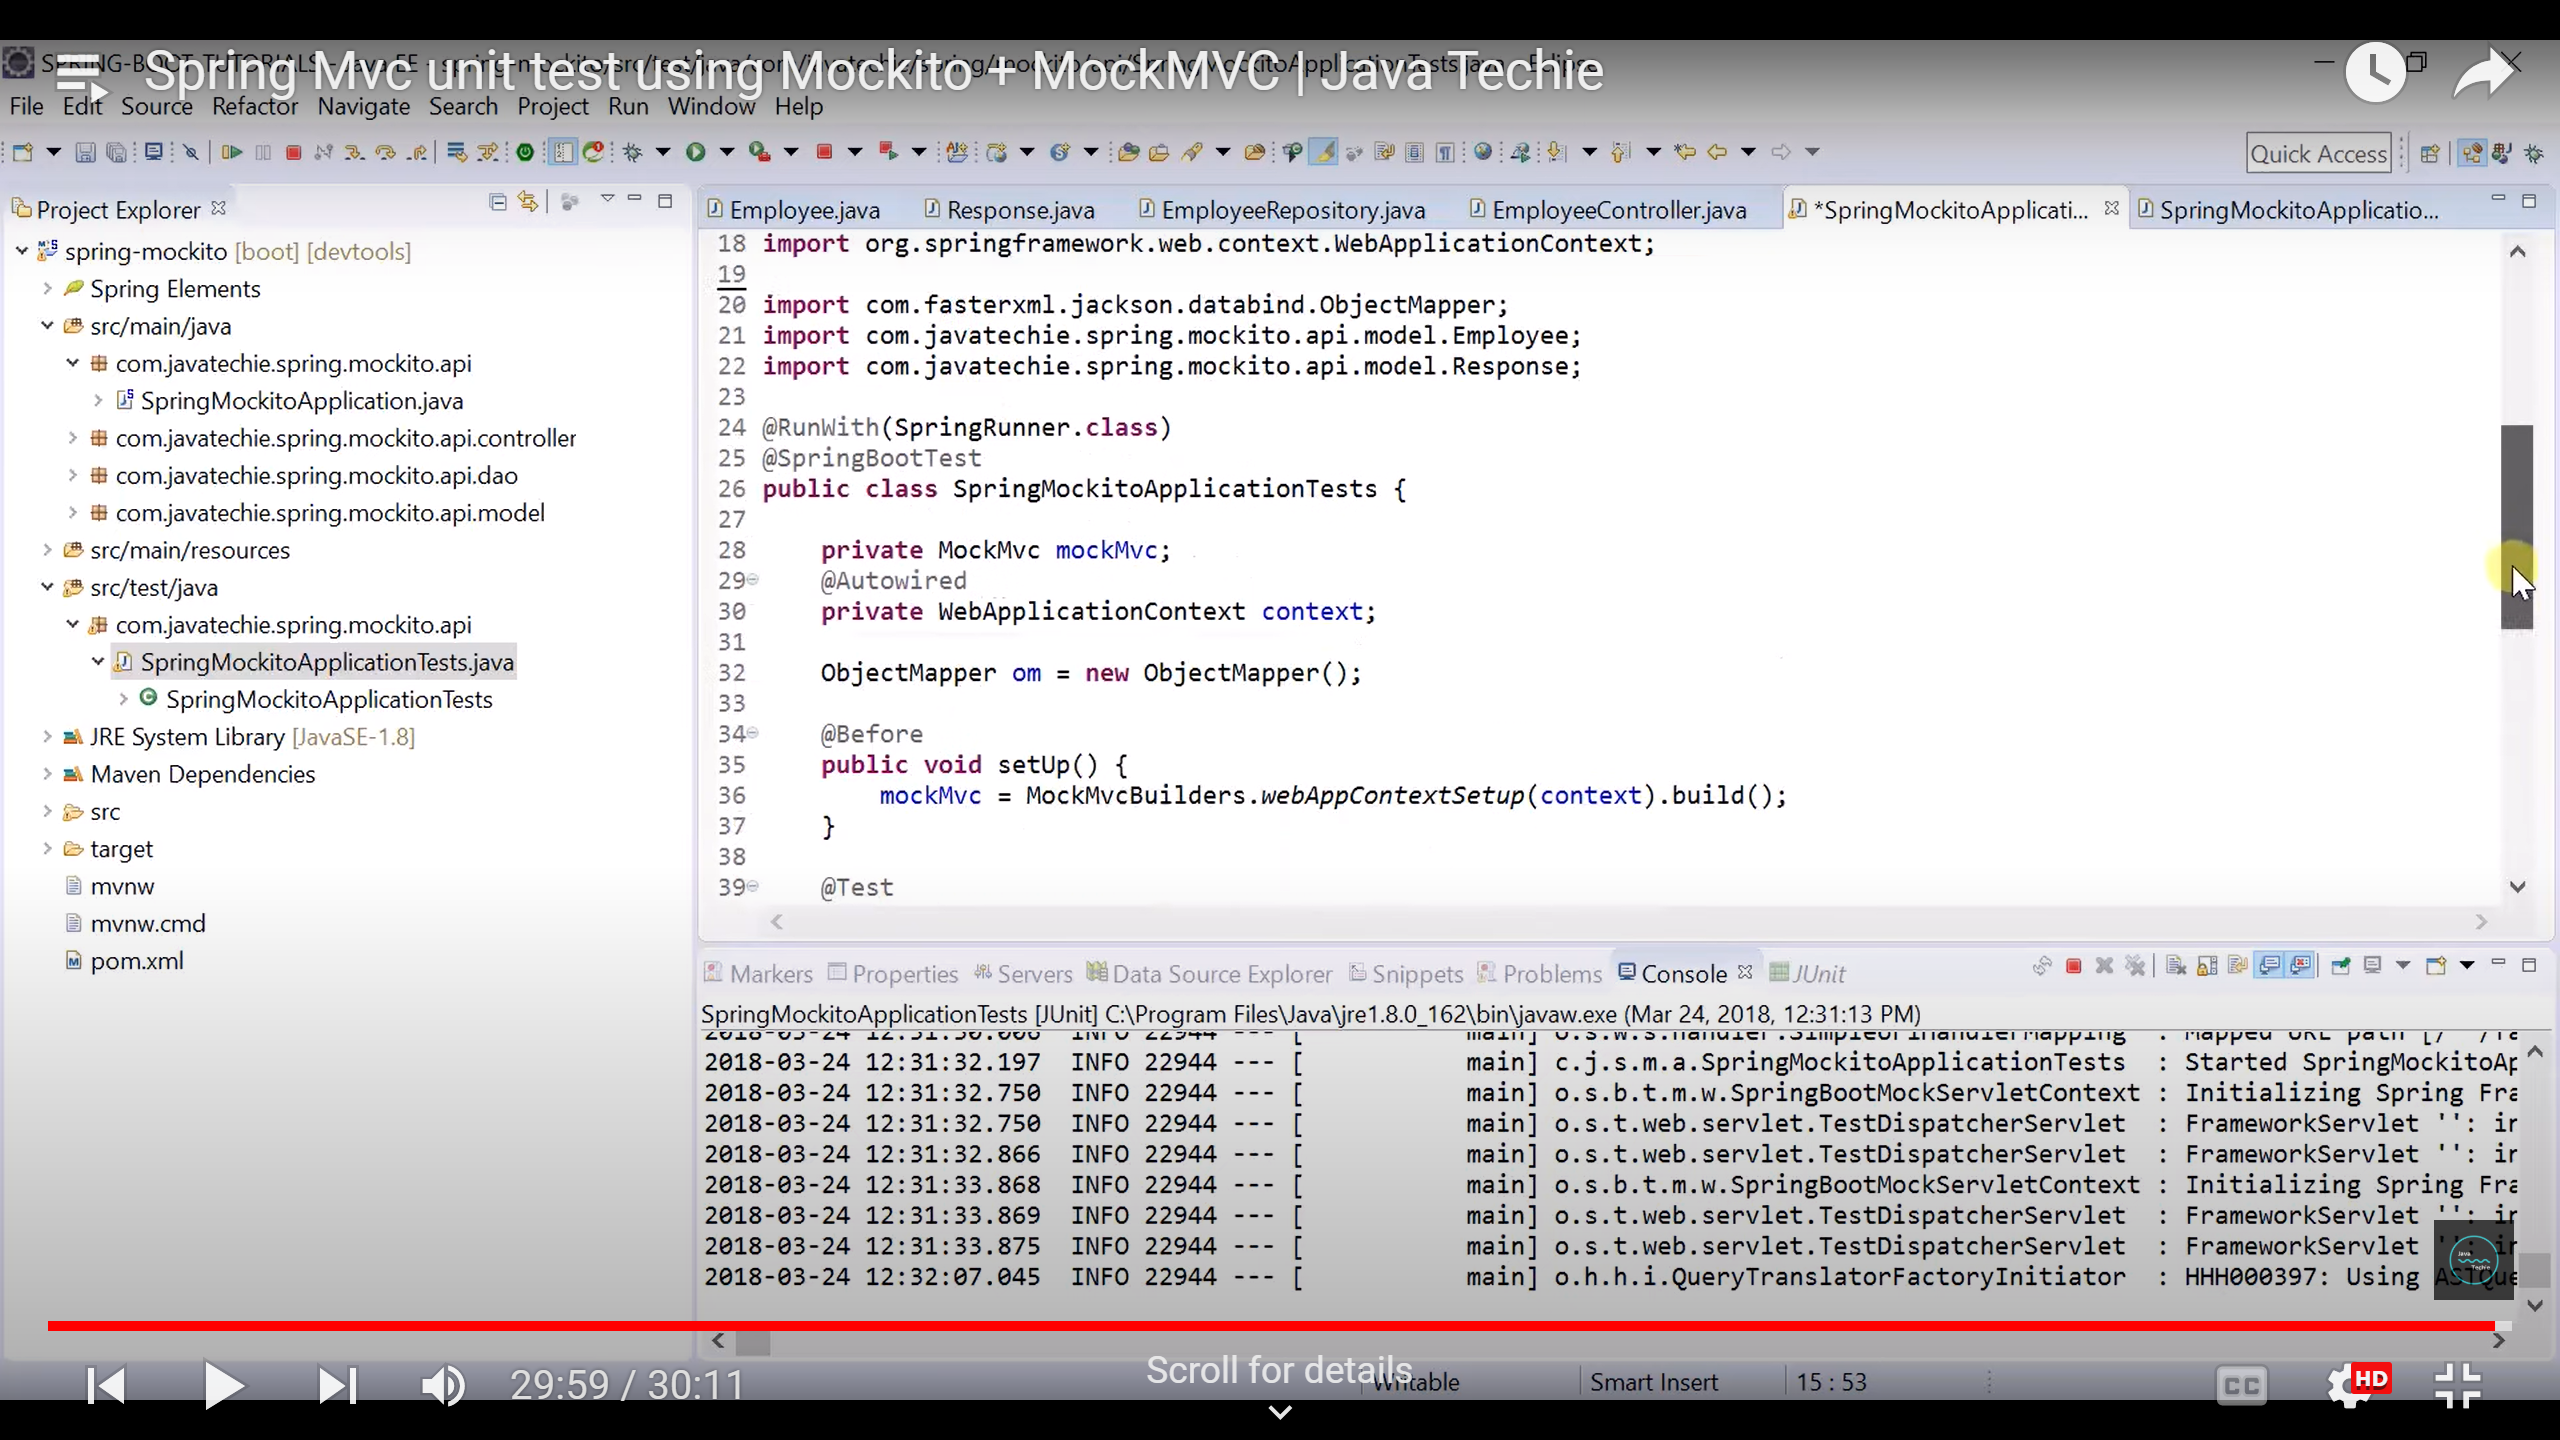 Spring Mvc unit test using Mockito + MockMVC | Java Techie
File Edit Source Refactor Navigate Search Project Run Window Help
Quick Access
Project Explorer
spring-mockito [boot] [devtools]
Spring Elements
src/main/java
com.javatechie.spring.mockito.api
SpringMockitoApplication.java
com.javatechie.spring.mockito.api.controller
com.javatechie.spring.mockito.api.dao
com.javatechie.spring.mockito.api.model
src/main/resources
src/test/java
com.javatechie.spring.mockito.api
SpringMockitoApplicationTests.java
SpringMockitoApplicationTests
JRE System Library [JavaSE-1.8]
Maven Dependencies
src
target
mvnw
mvnw.cmd
pom.xml
Employee.java Response.java EmployeeRepository.java EmployeeController.java *SpringMockitoApplicati... SpringMockitoApplicatio...
18 import org.springframework.web.context.WebApplicationContext;
19
20 import com.fasterxml.jackson.databind.ObjectMapper;
21 import com.javatechie.spring.mockito.api.model.Employee;
22 import com.javatechie.spring.mockito.api.model.Response;
23
24 @RunWith(SpringRunner.class)
25 @SpringBootTest
26 public class SpringMockitoApplicationTests {
27
28 private MockMvc mockMvc;
29 @Autowired
30 private WebApplicationContext context;
31
32 ObjectMapper om = new ObjectMapper();
33
34 @Before
35 public void setUp() {
36 mockMvc = MockMvcBuilders.webAppContextSetup(context).build();
37 }
38
39 @Test
Markers Properties Servers Data Source Explorer Snippets Problems Console JUnit
SpringMockitoApplicationTests [JUnit] C:\Program Files\Java\jre1.8.0_162\bin\javaw.exe (Mar 24, 2018, 12:31:13 PM)
2018-03-24 12:31:32.197 INFO 22944 --- [ main] c.j.s.m.a.SpringMockitoApplicationTests : Started SpringMockitoAp
2018-03-24 12:31:32.750 INFO 22944 --- [ main] o.s.b.t.m.w.SpringBootMockServletContext : Initializing Spring Fra
2018-03-24 12:31:32.750 INFO 22944 --- [ main] o.s.t.web.servlet.TestDispatcherServlet : FrameworkServlet '': in
2018-03-24 12:31:32.866 INFO 22944 --- [ main] o.s.t.web.servlet.TestDispatcherServlet : FrameworkServlet '': in
2018-03-24 12:31:33.868 INFO 22944 --- [ main] o.s.b.t.m.w.SpringBootMockServletContext : Initializing Spring Fra
2018-03-24 12:31:33.869 INFO 22944 --- [ main] o.s.t.web.servlet.TestDispatcherServlet : FrameworkServlet '': in
2018-03-24 12:31:33.875 INFO 22944 --- [ main] o.s.t.web.servlet.TestDispatcherServlet : FrameworkServlet '': in
2018-03-24 12:32:07.045 INFO 22944 --- [ main] o.h.h.i.QueryTranslatorFactoryInitiator : HHH000397: Using ASTQue
29:59 / 30:11
Scroll for details
Writable Smart Insert 15 : 53
CC HD